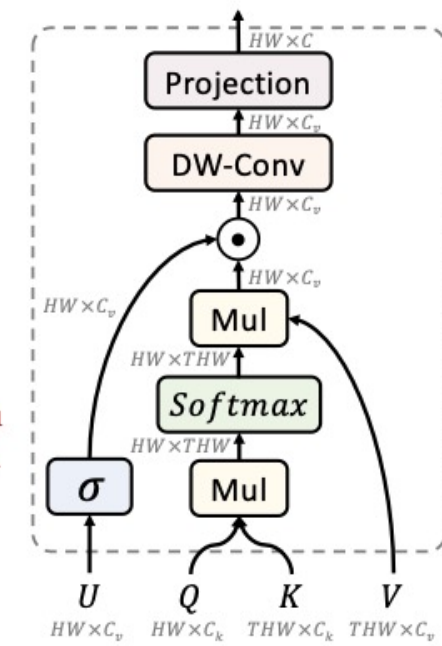 HW×C
Projection
HW×C_v
DW-Conv
HW×C_v
HW×C_v
HW×C_v
Mul
HW×THW
Softmax
HW×THW
σ
Mul
U
Q
K
V
HW×C_v
HW×C_k
THW×C_k
THW×C_v